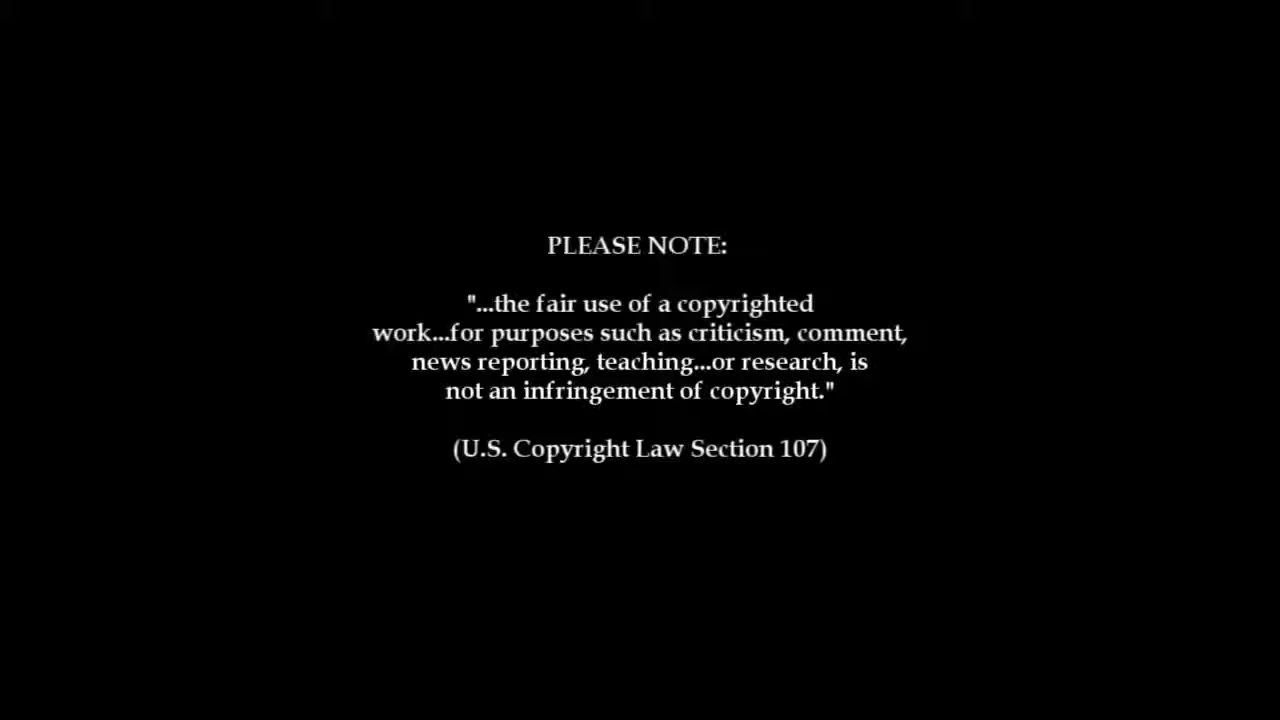 PLEASE NOTE:
"...the fair use of a copyrighted
work...for purposes such as criticism, comment,
news reporting, teaching...or research, is
not an infringement of copyright."
(U.S. Copyright Law Section 107)